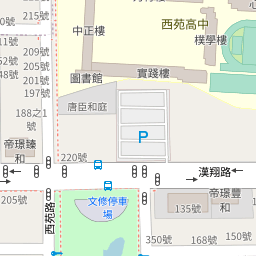 215號
中正樓
西苑高中
樸學樓
209號
205號
201號
197號
圖書館
實踐樓
唐臣和庭
188之1
號
P
帝璟臻
和
220號
漢翔路
西苑路
205號
文修停車
場
帝璟豐
和
135號
350號
168號
150號